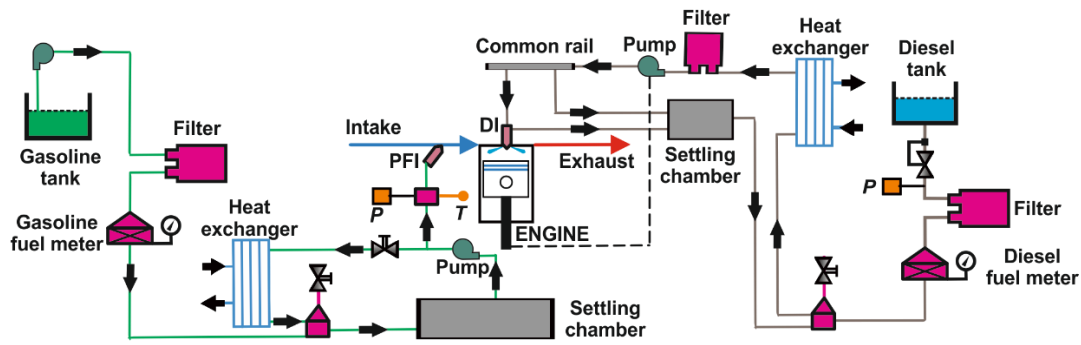 Gasoline
tank
Filter
Gasoline
fuel meter
Heat
exchanger
Intake
PFI
P
T
Pump
Settling
chamber
Common rail
DI
ENGINE
Exhaust
Pump
Filter
Settling
chamber
Heat
exchanger
Diesel
tank
P
Filter
Diesel
fuel meter